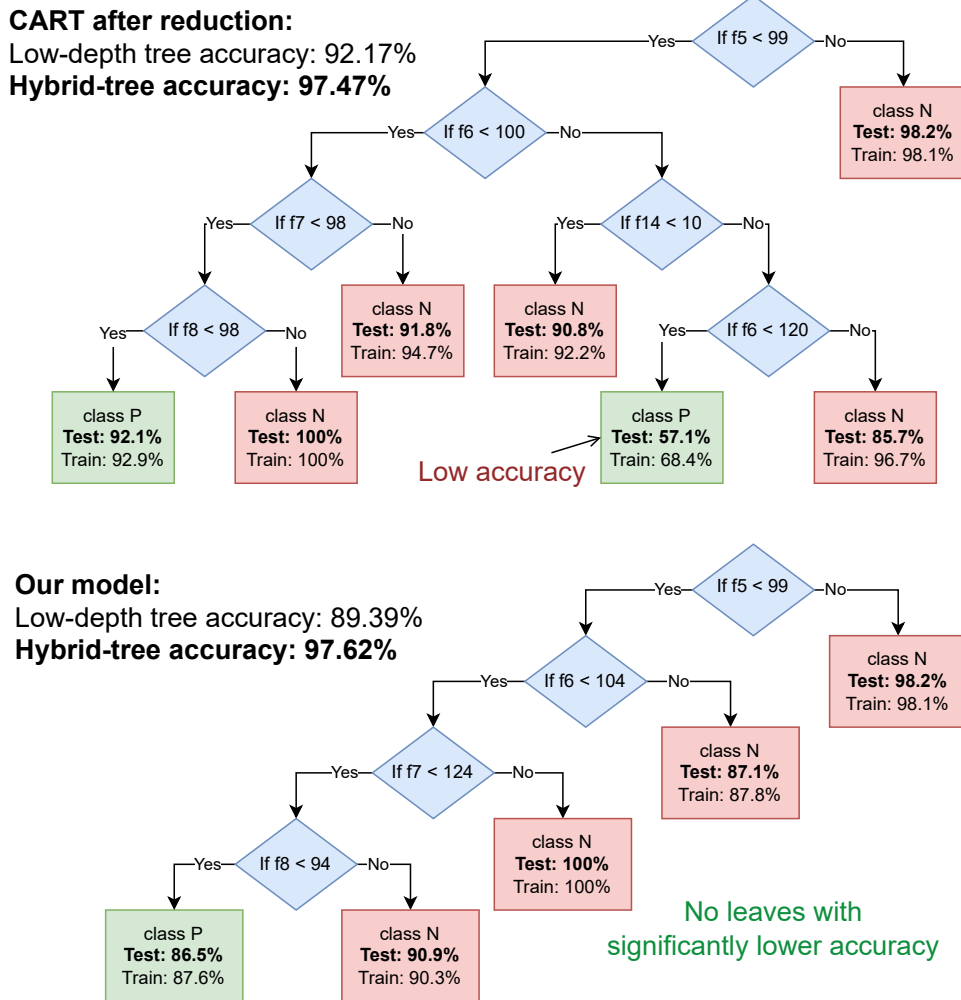 CART after reduction:
Low-depth tree accuracy: 92.17%
Hybrid-tree accuracy: 97.47%
If f5 < 99
Yes
No
class N
Test: 98.2%
Train: 98.1%
If f6 < 100
Yes
No
If f7 < 98
Yes
No
If f14 < 10
Yes
No
If f8 < 98
Yes
No
class N
Test: 91.8%
Train: 94.7%
class N
Test: 90.8%
Train: 92.2%
If f6 < 120
Yes
No
class P
Test: 92.1%
Train: 92.9%
class N
Test: 100%
Train: 100%
Low accuracy
class P
Test: 57.1%
Train: 68.4%
class N
Test: 85.7%
Train: 96.7%
Our model:
Low-depth tree accuracy: 89.39%
Hybrid-tree accuracy: 97.62%
If f5 < 99
Yes
No
class N
Test: 98.2%
Train: 98.1%
If f6 < 104
Yes
No
class N
Test: 87.1%
Train: 87.8%
If f7 < 124
Yes
No
class N
Test: 100%
Train: 100%
If f8 < 94
Yes
No
class P
Test: 86.5%
Train: 87.6%
class N
Test: 90.9%
Train: 90.3%
No leaves with
significantly lower accuracy